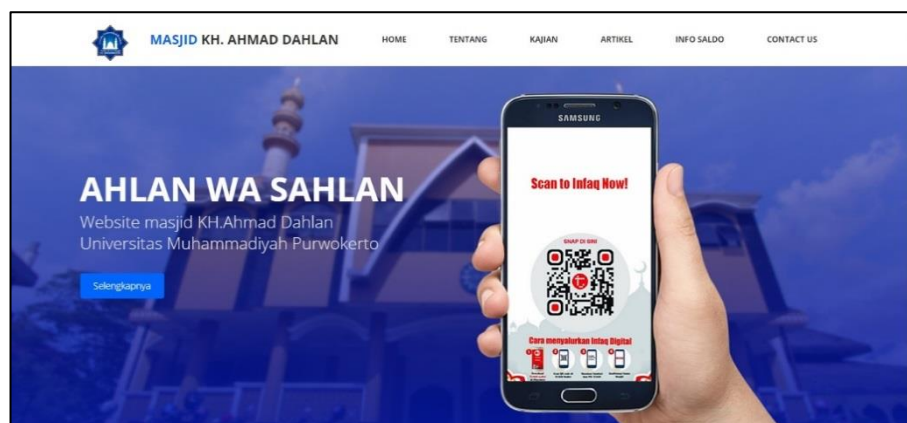 MASJID KH. AHMAD DAHLAN
HOME
TENTANG
KAJIAN
ARTIKEL
INFO SALDO
CONTACT US
AHLAN WA SAHLAN
Website masjid KH.Ahmad Dahlan
Universitas Muhammadiyah Purwokerto
Selengkapnya
SAMSUNG
Scan to Infaq Now!
SNAP DI SINI
Cara menyalurkan Infaq Digital